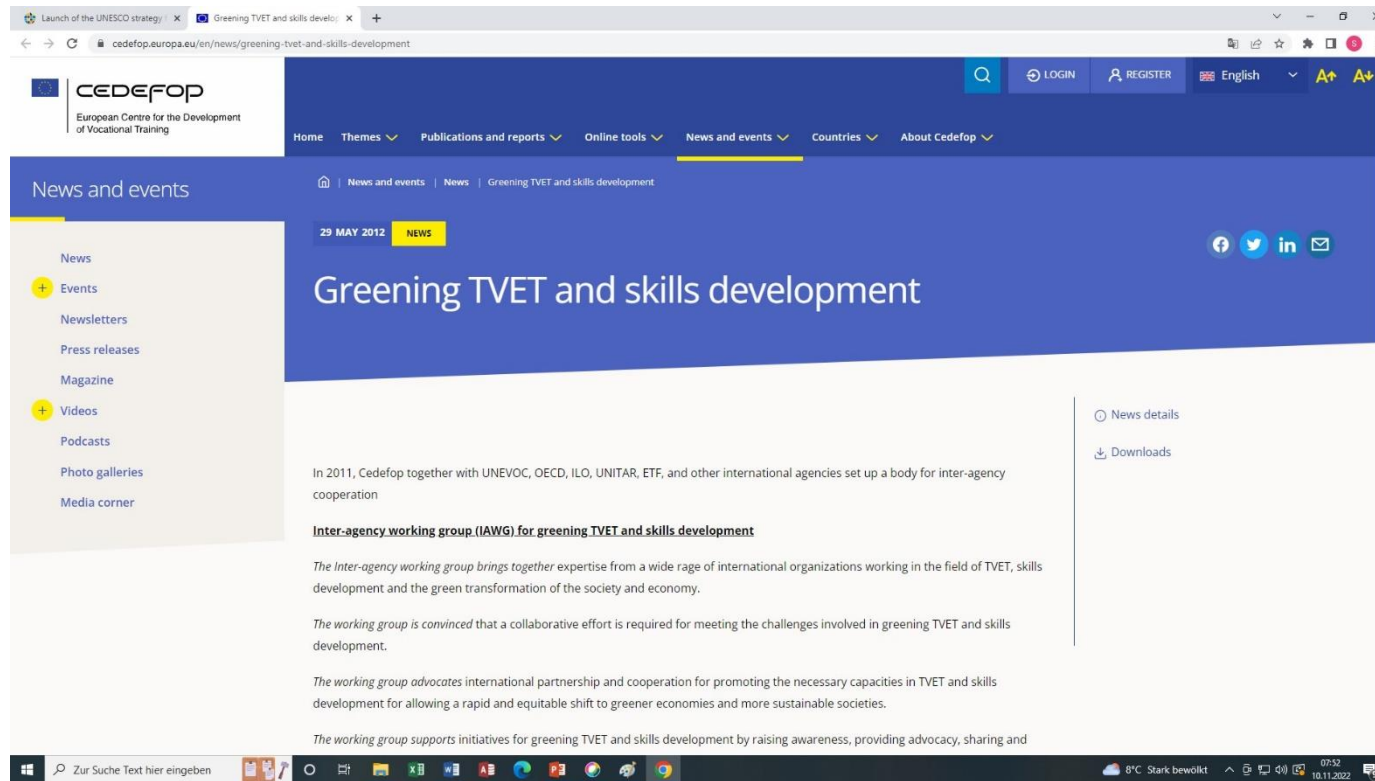 Launch of the UNESCO strategy
Greening TVET and skills develop
cedefop.europa.eu/en/news/greening-tvet-and-skills-development
S
CEDEFOP
European Centre for the Development
of Vocational Training
LOGIN
REGISTER
English
A
A
Home
Themes
Publications and reports
Online tools
News and events
Countries
About Cedefop
News and events
News and events | News | Greening TVET and skills development
29 MAY 2012
NEWS
Greening TVET and skills development
News
Events
Newsletters
Press releases
Magazine
Videos
Podcasts
Photo galleries
Media corner
News details
Downloads
In 2011, Cedefop together with UNEVOC, OECD, ILO, UNITAR, ETF, and other international agencies set up a body for inter-agency
cooperation
Inter-agency working group (IAWG) for greening TVET and skills development
The Inter-agency working group brings together expertise from a wide rage of international organizations working in the field of TVET, skills
development and the green transformation of the society and economy.
The working group is convinced that a collaborative effort is required for meeting the challenges involved in greening TVET and skills
development.
The working group advocates international partnership and cooperation for promoting the necessary capacities in TVET and skills
development for allowing a rapid and equitable shift to greener economies and more sustainable societies.
The working group supports initiatives for greening TVET and skills development by raising awareness, providing advocacy, sharing and
Zur Suche Text hier eingeben
8°C Stark bewölkt
07:52
10.11.2022